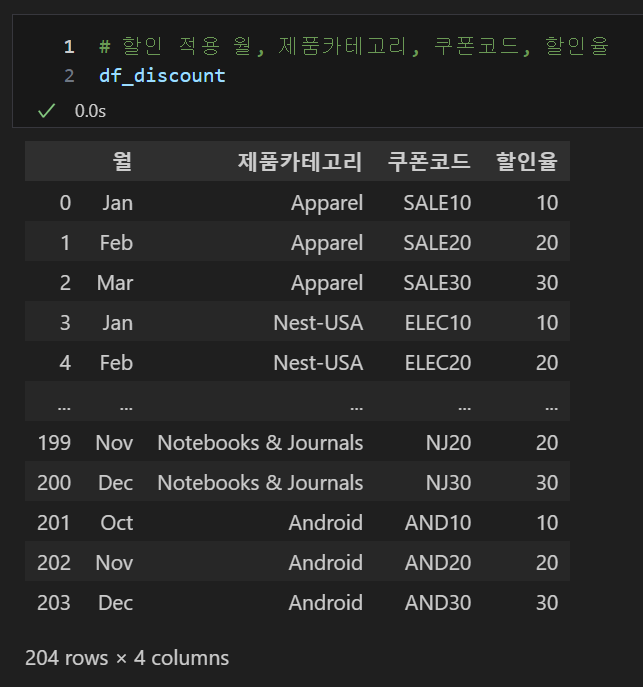 1 # 할인 적용 월, 제품카테고리, 쿠폰코드, 할인율
2 df_discount
0.0s
월 제품카테고리 쿠폰코드 할인율
0 Jan Apparel SALE10 10
1 Feb Apparel SALE20 20
2 Mar Apparel SALE30 30
3 Jan Nest-USA ELEC10 10
4 Feb Nest-USA ELEC20 20
... ... ... ... ...
199 Nov Notebooks & Journals NJ20 20
200 Dec Notebooks & Journals NJ30 30
201 Oct Android AND10 10
202 Nov Android AND20 20
203 Dec Android AND30 30
204 rows × 4 columns